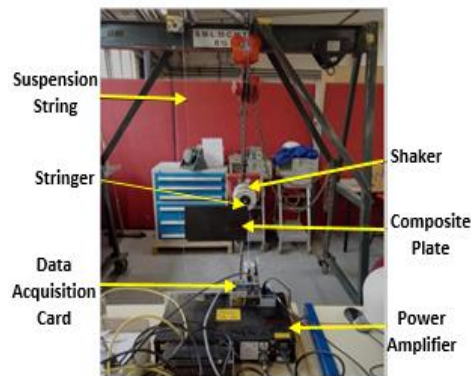 Suspension
String
Stringer
Data
Acquisition
Card
Shaker
Composite
Plate
Power
Amplifier